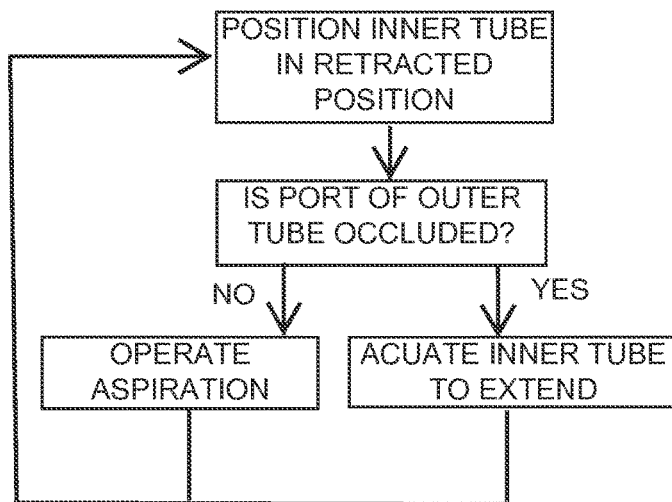 POSITION INNER TUBE
IN RETRACTED
POSITION
IS PORT OF OUTER
TUBE OCCLUDED?
NO
YES
OPERATE
ASPIRATION
ACUATE INNER TUBE
TO EXTEND